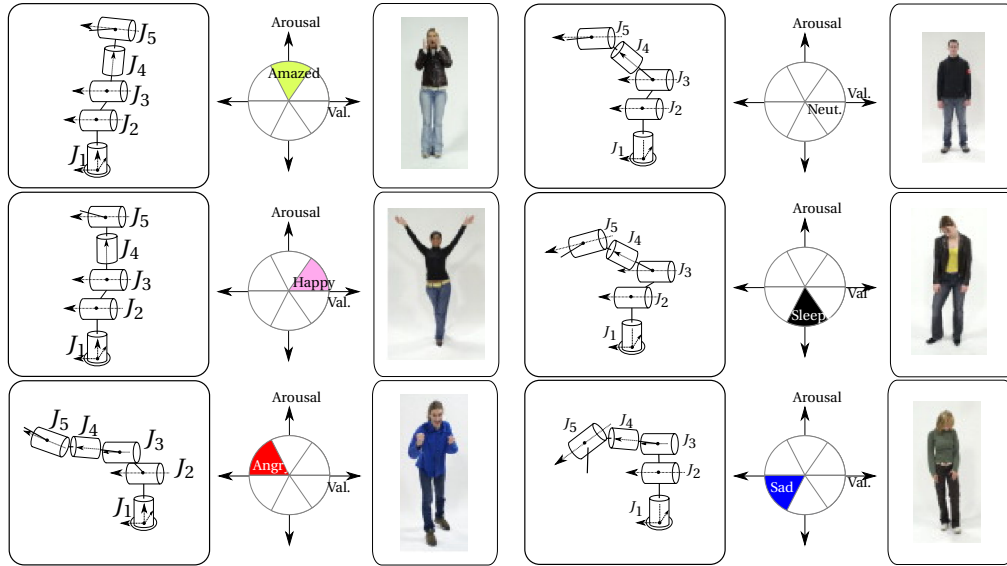 J5
J4
J3
J2
J1
Arousal
Amazed
Val.
J5
J4
J3
J2
J1
Arousal
Neut.
Val.
J5
J4
J3
J2
J1
Arousal
Happy
Val.
J5
J4
J3
J2
J1
Arousal
Val
Sleep
J5
J4
J3
J2
J1
Arousal
Angry
Val.
J5
J4
J3
J2
J1
Arousal
Sad
Val.